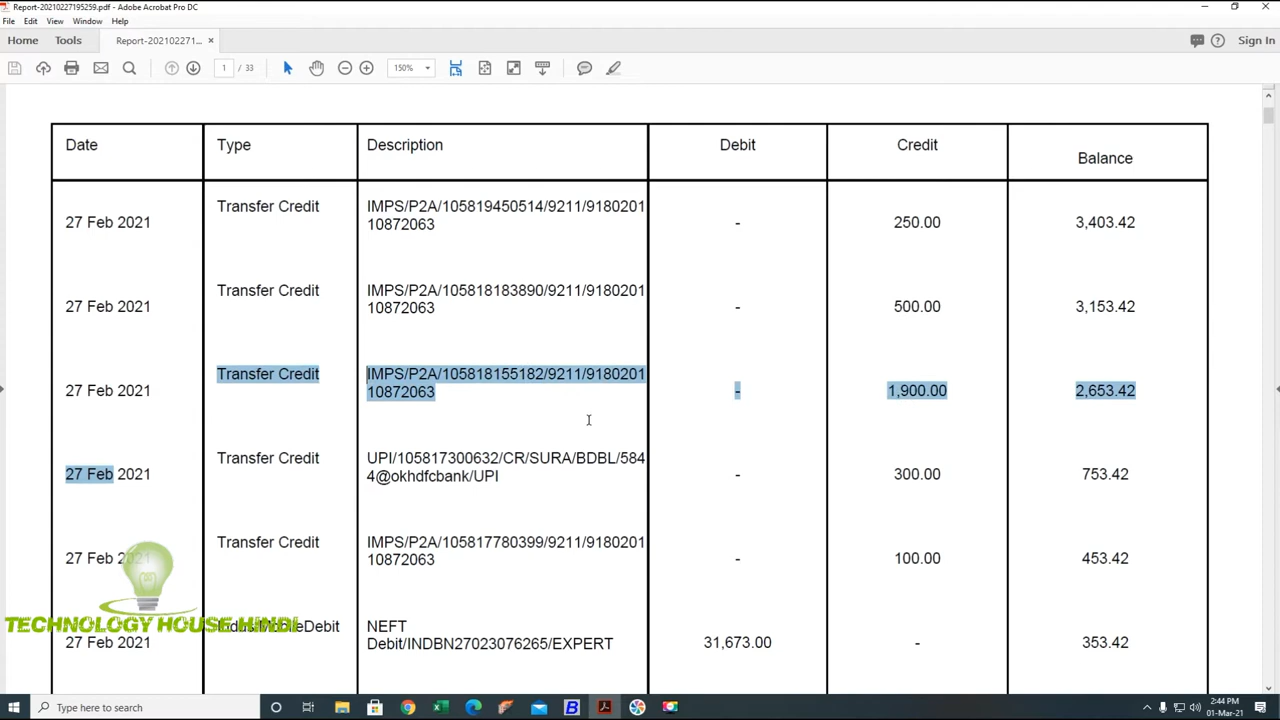 Report-20210227195259.pdf - Adobe Acrobat Pro DC
File Edit View Window Help
Home Tools Report-202102271... × Sign In
1 / 33 150%
Date Type Description Debit Credit Balance
27 Feb 2021 Transfer Credit IMPS/P2A/105819450514/9211/9180201 - 250.00 3,403.42
10872063
27 Feb 2021 Transfer Credit IMPS/P2A/105818183890/9211/9180201 - 500.00 3,153.42
10872063
27 Feb 2021 Transfer Credit IMPS/P2A/105818155182/9211/9180201 - 1,900.00 2,653.42
10872063
27 Feb 2021 Transfer Credit UPI/105817300632/CR/SURA/BDBL/584 - 300.00 753.42
4@okhdfcbank/UPI
27 Feb 2021 Transfer Credit IMPS/P2A/105817780399/9211/9180201 - 100.00 453.42
10872063
27 Feb 2021 IndusMobileDebit NEFT 31,673.00 - 353.42
Debit/INDBN27023076265/EXPERT
TECHNOLOGY HOUSE HINDI
Type here to search
2:44 PM
01-Mar-21